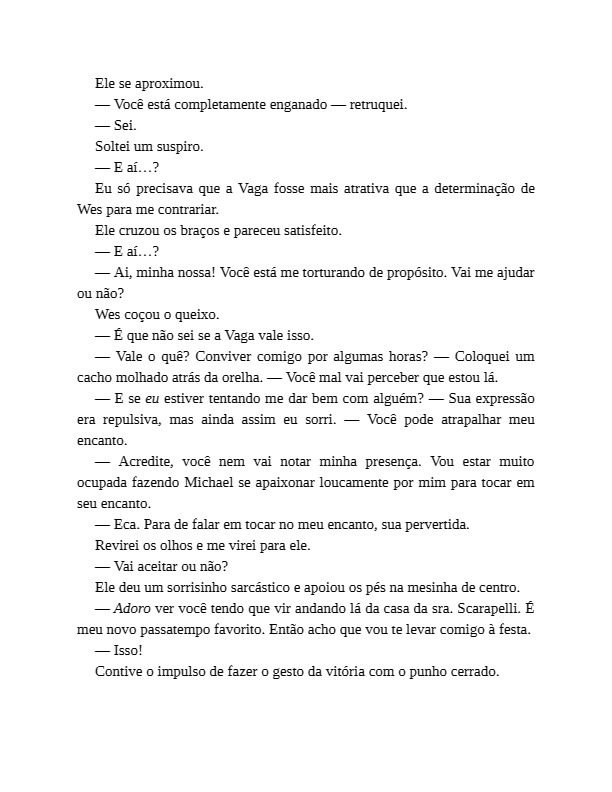 Ele se aproximou.
— Você está completamente enganado — retruquei.
— Sei.
Soltei um suspiro.
— E aí…?
Eu só precisava que a Vaga fosse mais atrativa que a determinação de
Wes para me contrariar.
Ele cruzou os braços e pareceu satisfeito.
— E aí…?
— Ai, minha nossa! Você está me torturando de propósito. Vai me ajudar
ou não?
Wes coçou o queixo.
— É que não sei se a Vaga vale isso.
— Vale o quê? Conviver comigo por algumas horas? — Coloquei um
cacho molhado atrás da orelha. — Você mal vai perceber que estou lá.
— E se eu estiver tentando me dar bem com alguém? — Sua expressão
era repulsiva, mas ainda assim eu sorri. — Você pode atrapalhar meu
encanto.
— Acredite, você nem vai notar minha presença. Vou estar muito
ocupada fazendo Michael se apaixonar loucamente por mim para tocar em
seu encanto.
— Eca. Para de falar em tocar no meu encanto, sua pervertida.
Revirei os olhos e me virei para ele.
— Vai aceitar ou não?
Ele deu um sorrisinho sarcástico e apoiou os pés na mesinha de centro.
— Adoro ver você tendo que vir andando lá da casa da sra. Scarapelli. É
meu novo passatempo favorito. Então acho que vou te levar comigo à festa.
— Isso!
Contive o impulso de fazer o gesto da vitória com o punho cerrado.